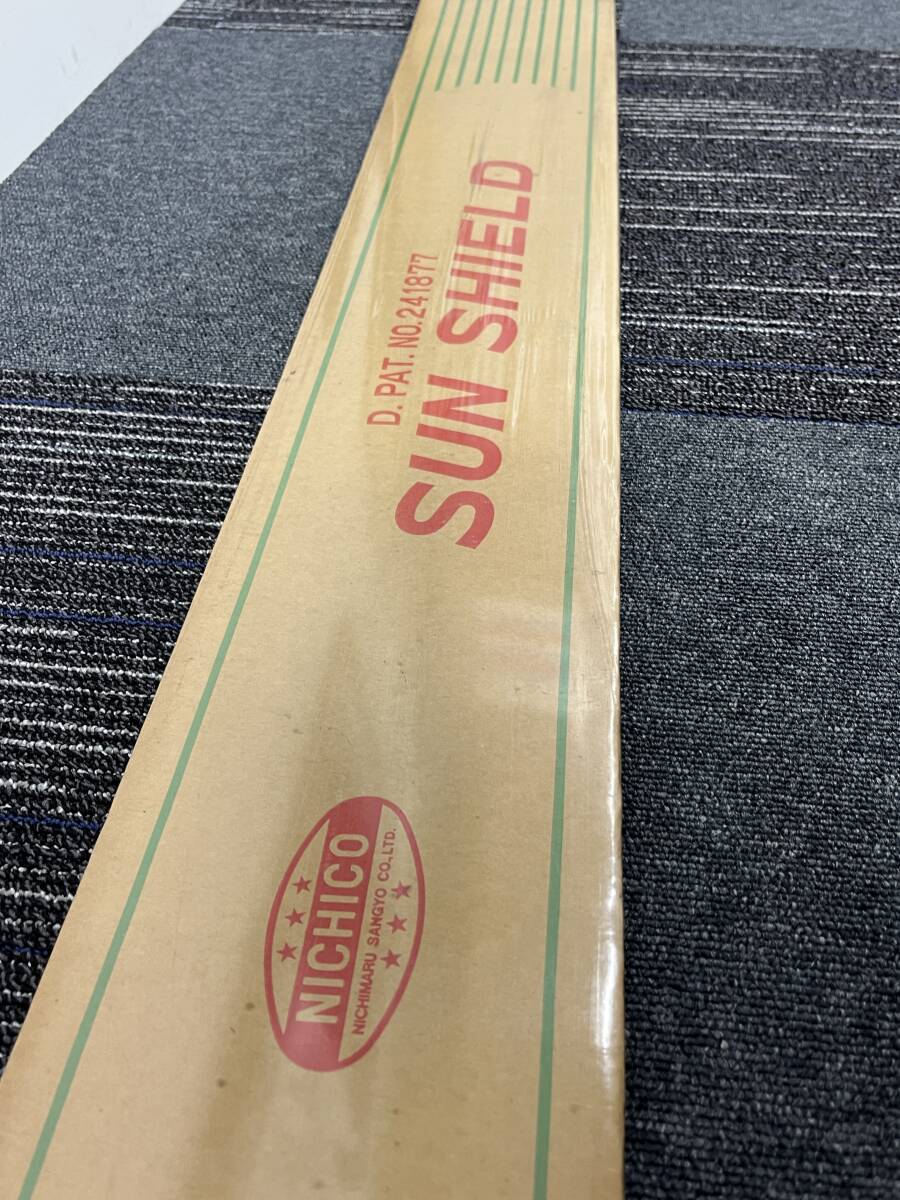 D. PAT. NO.241877
SUN SHIELD
NICHICO
NICHIMARU SANGYO CO.,LTD.